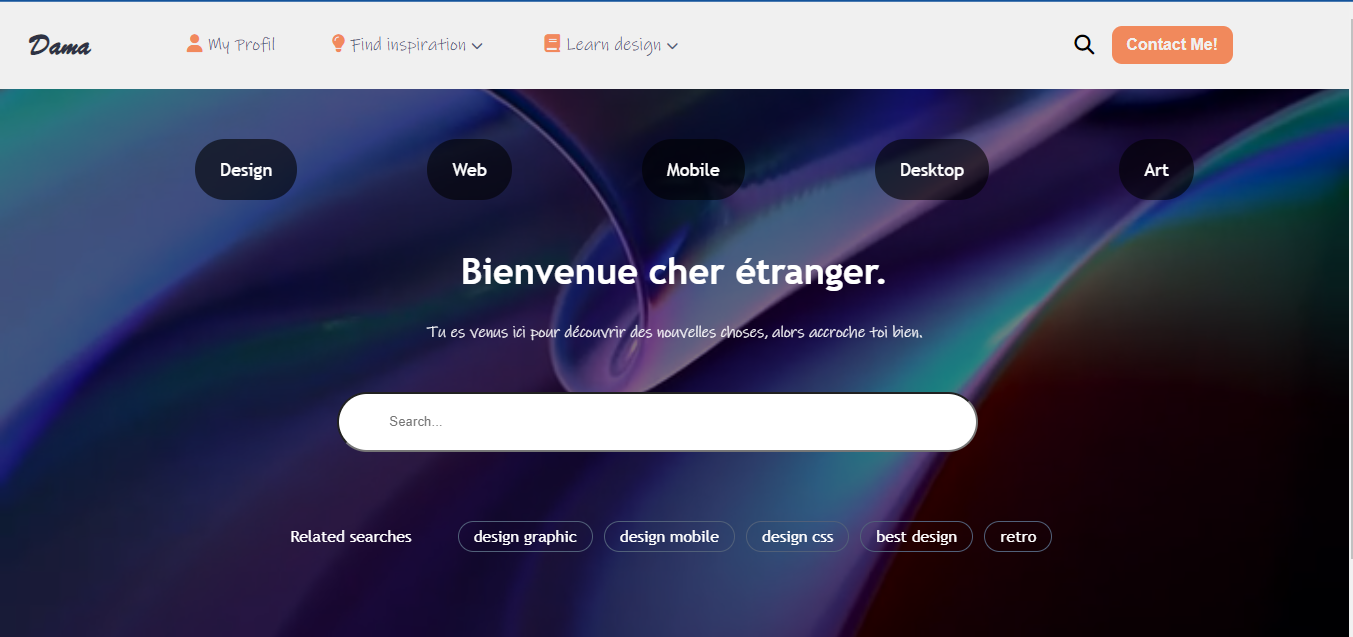 Dama My Profil Find inspiration Learn design Contact Me!
Design Web Mobile Desktop Art
Bienvenue cher étranger.
Tu es venus ici pour découvrir des nouvelles choses, alors accroche toi bien.
Search...
Related searches design graphic design mobile design css best design retro